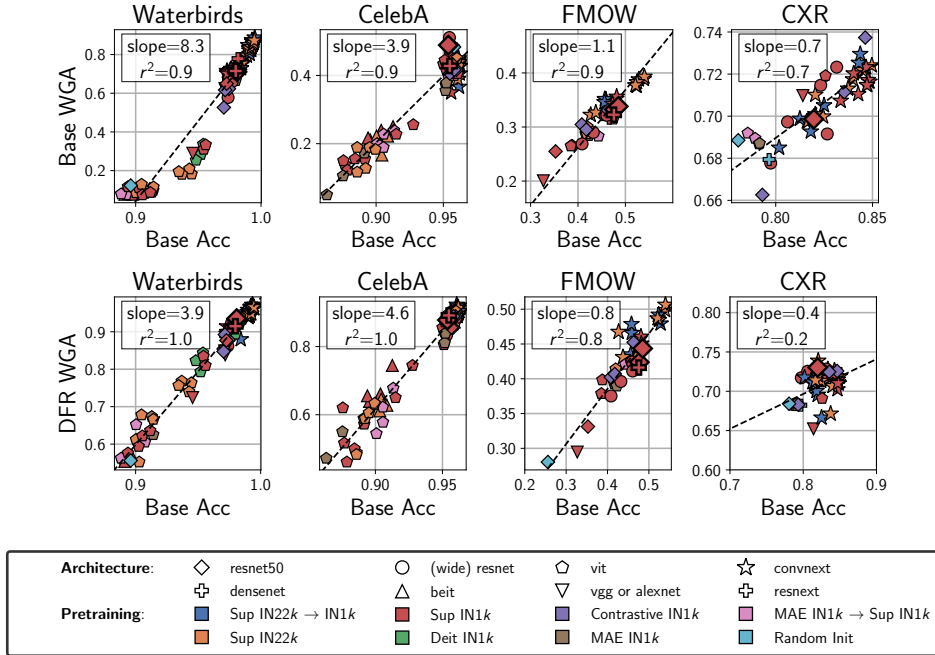 Waterbirds CelebA FMOW CXR
slope=8.3
r²=0.9
slope=3.9
r²=0.9
slope=1.1
r²=0.9
slope=0.7
r²=0.7
Base WGA
0.8
0.6
0.4
0.2
0.9 1.0
Base Acc
0.4
0.2
0.90 0.95
Base Acc
0.4
0.3
0.2
0.3 0.4 0.5
Base Acc
0.74
0.72
0.70
0.68
0.66
0.80 0.85
Base Acc
Waterbirds CelebA FMOW CXR
slope=3.9
r²=1.0
slope=4.6
r²=1.0
slope=0.8
r²=0.8
slope=0.4
r²=0.2
DFR WGA
0.9
0.8
0.7
0.6
0.9 1.0
Base Acc
0.8
0.6
0.90 0.95
Base Acc
0.50
0.45
0.40
0.35
0.30
0.2 0.3 0.4 0.5
Base Acc
0.80
0.75
0.70
0.65
0.60
0.7 0.8 0.9
Base Acc
Architecture: resnet50 (wide) resnet vit convnext
densenet beit vgg or alexnet resnext
Pretraining: Sup IN22k → IN1k Sup IN1k Contrastive IN1k MAE IN1k → Sup IN1k
Sup IN22k Deit IN1k MAE IN1k Random Init